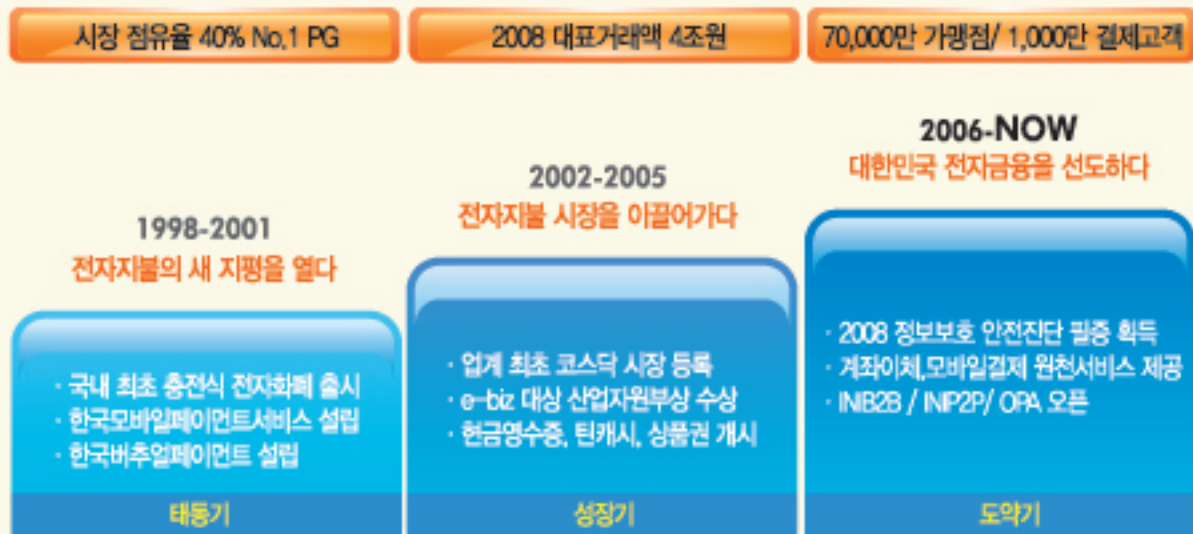 시장 점유율 40% No.1 PG
2008 대표거래액 4조원
70,000만 가맹점/ 1,000만 결제고객
1998-2001
전자지불의 새 지평을 열다
· 국내 최초 충전식 전자화폐 출시
· 한국모바일페이먼트서비스 설립
· 한국버추얼페이먼트 설립
태동기
2002-2005
전자지불 시장을 이끌어가다
· 업계 최초 코스닥 시장 등록
· e-biz 대상 산업자원부상 수상
· 현금영수증, 틴캐시, 상품권 개시
성장기
2006-NOW
대한민국 전자금융을 선도하다
· 2008 정보보호 안전진단 필증 획득
· 계좌이체,모바일결제 원천서비스 제공
· INIB2B / INIP2P/ OPA 오픈
도약기